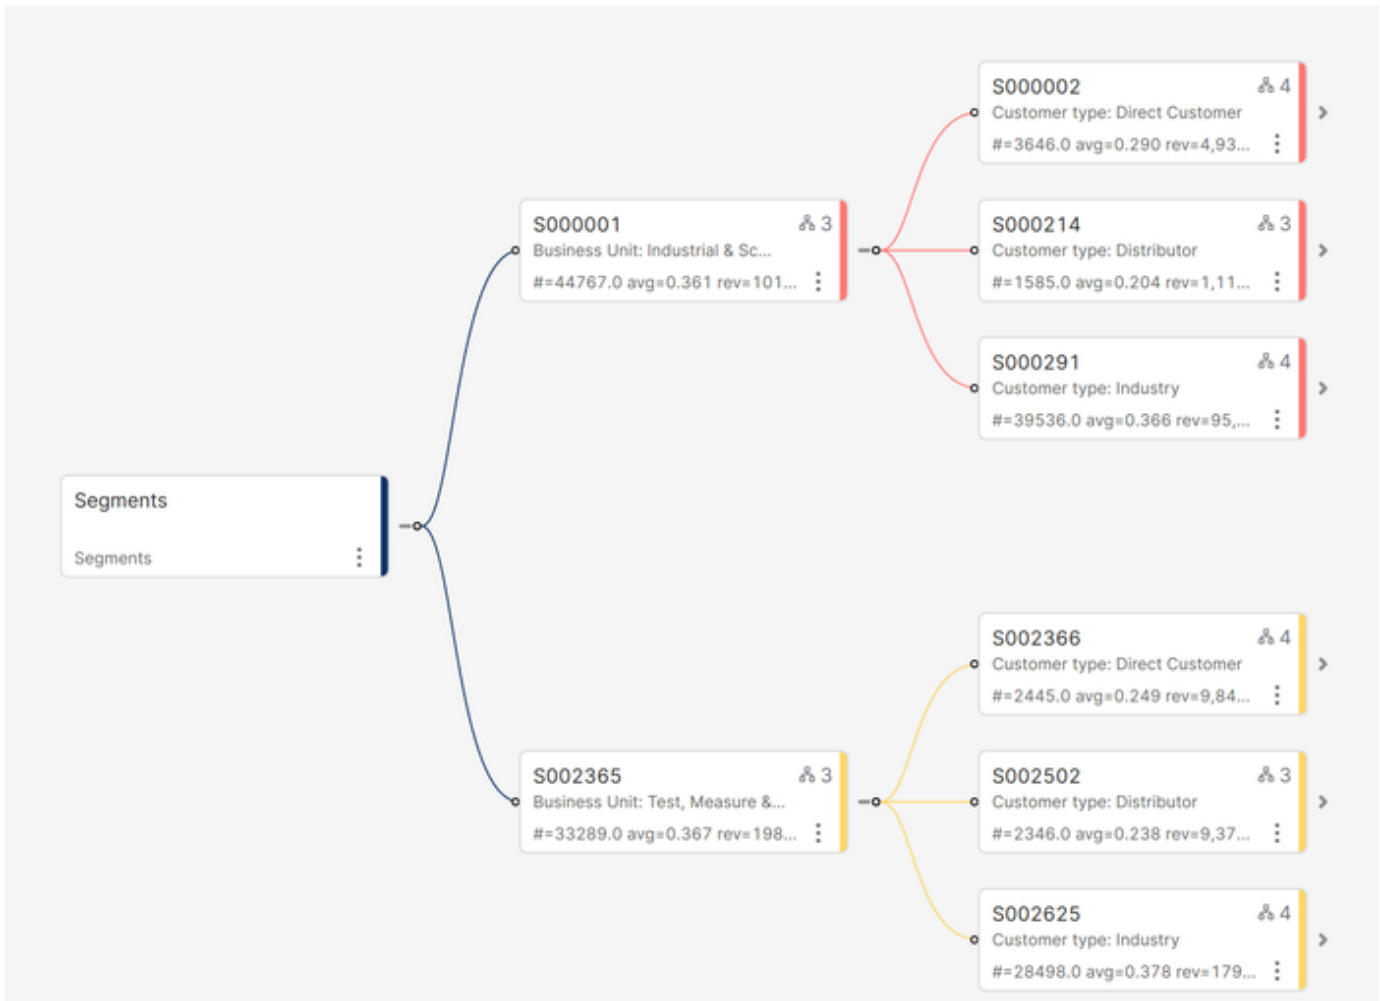 Segments
Segments
S000001 3
Business Unit: Industrial & Sc...
#=44767.0 avg=0.361 rev=101...
S000002 4
Customer type: Direct Customer
#=3646.0 avg=0.290 rev=4,93...
S000214 3
Customer type: Distributor
#=1585.0 avg=0.204 rev=1,11...
S000291 4
Customer type: Industry
#=39536.0 avg=0.366 rev=95,...
S002365 3
Business Unit: Test, Measure &...
#=33289.0 avg=0.367 rev=198...
S002366 4
Customer type: Direct Customer
#=2445.0 avg=0.249 rev=9,84...
S002502 3
Customer type: Distributor
#=2346.0 avg=0.238 rev=9,37...
S002625 4
Customer type: Industry
#=28498.0 avg=0.378 rev=179...